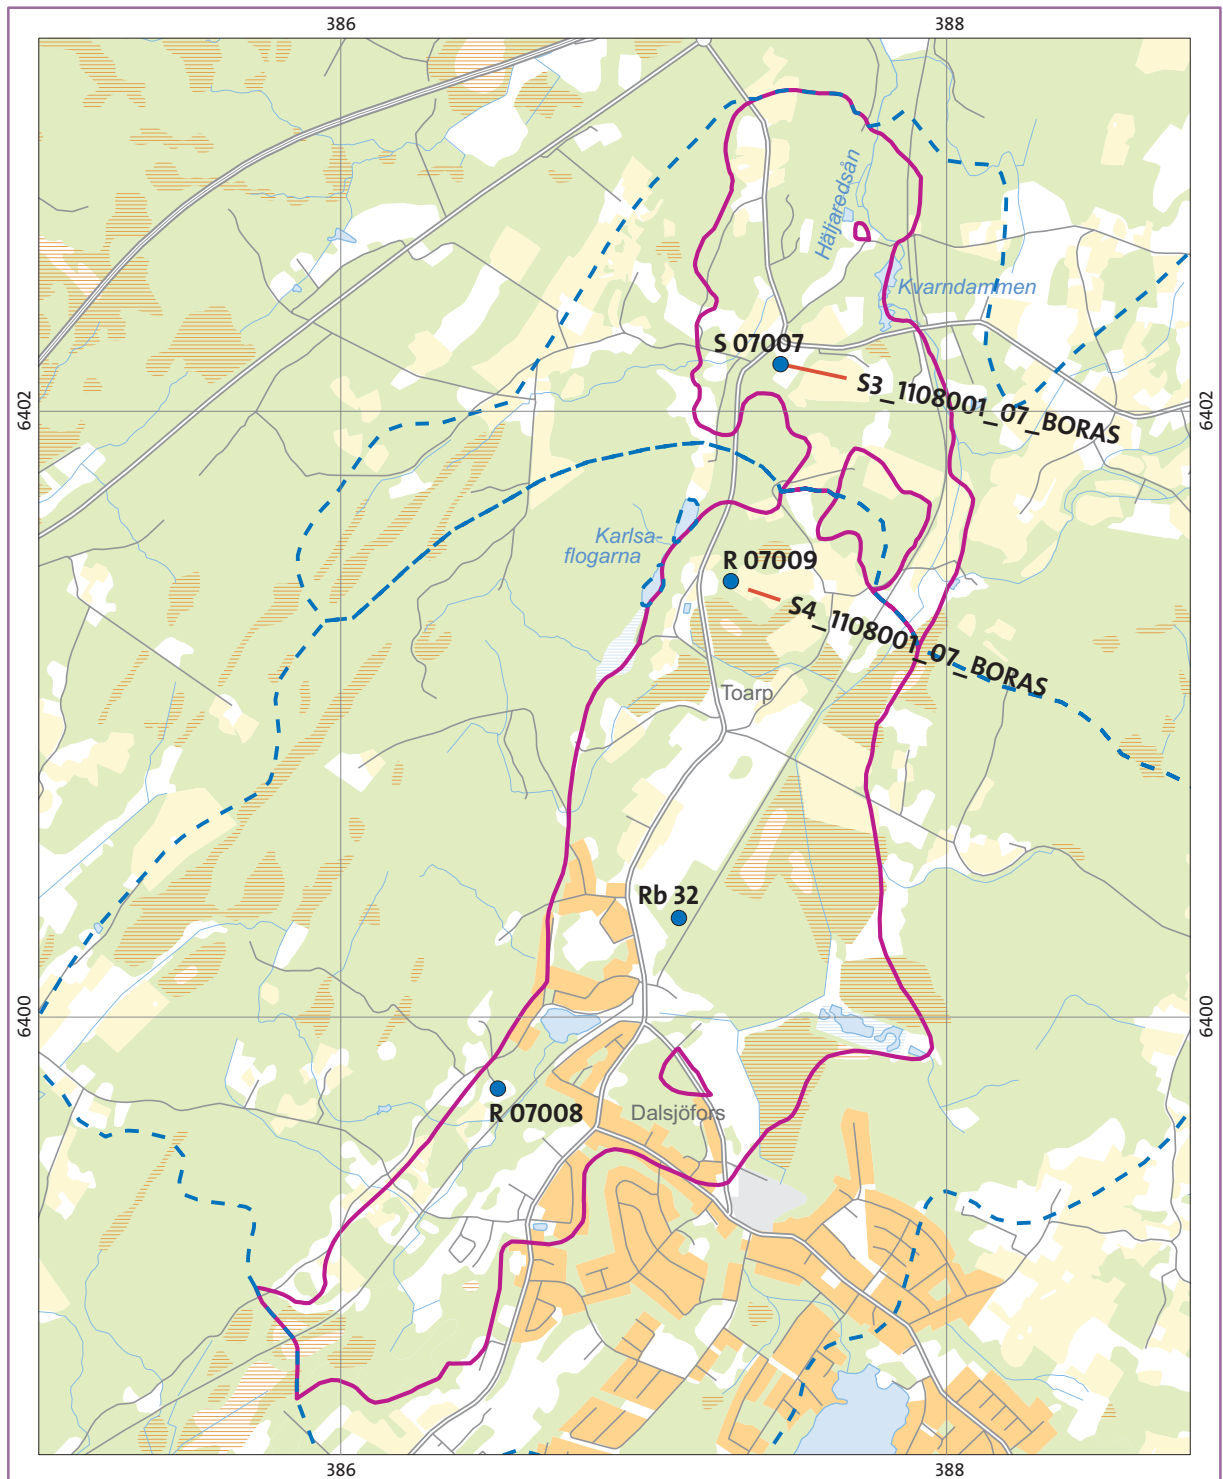 386
388
Häljaredsån
Kvarndammen
S 07007
S3_1108001_07_BORAS
6402
6402
Karlsa-
flogarna
R 07009
S4_1108001_07_BORAS
Toarp
Rb 32
6400
6400
R 07008
Dalsjöfors
386
388